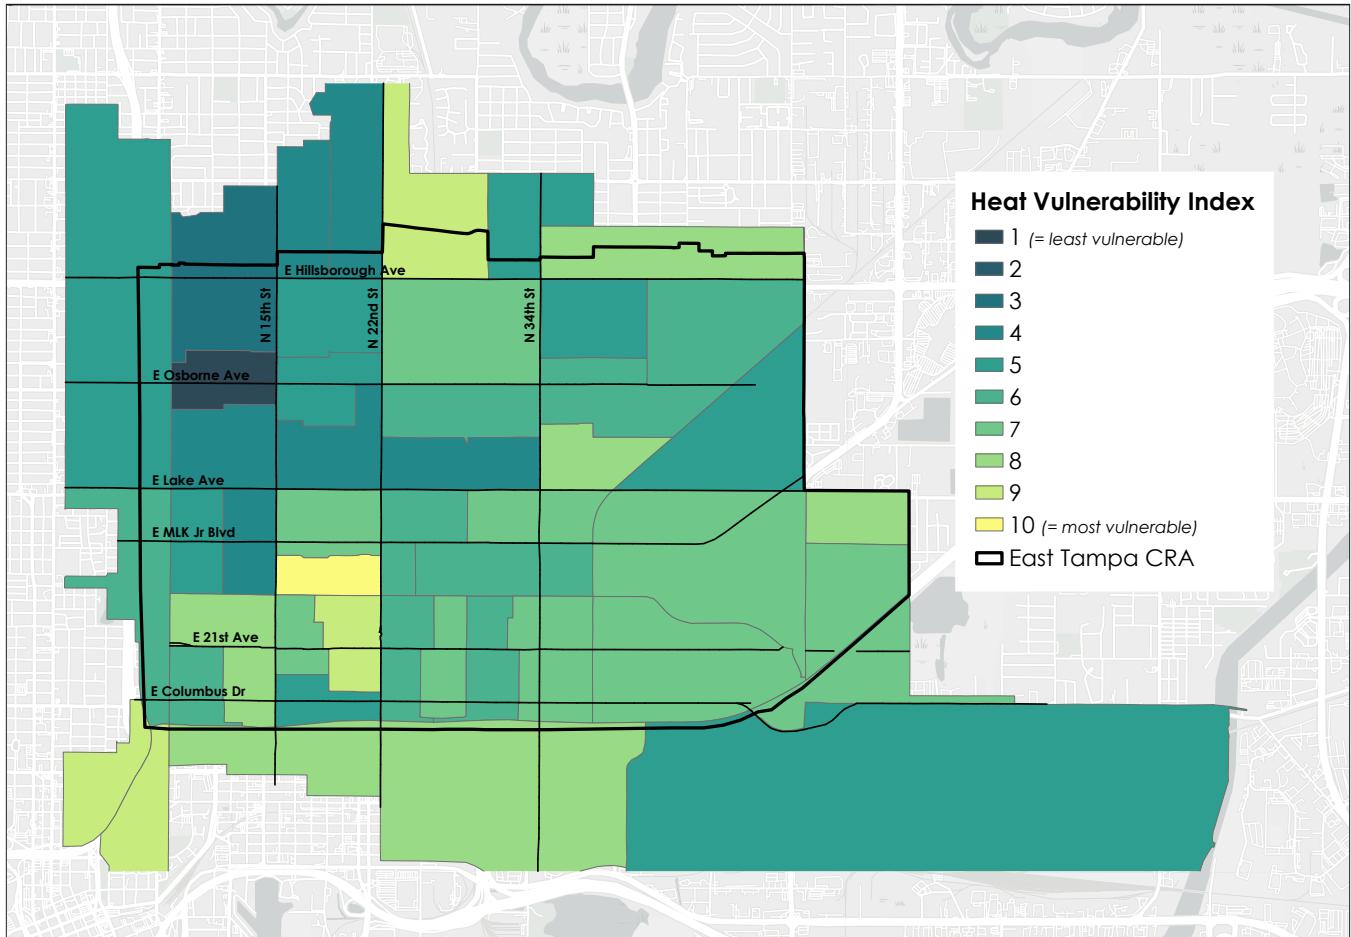 Heat Vulnerability Index
1 (= least vulnerable)
2
3
4
5
6
7
8
9
10 (= most vulnerable)
East Tampa CRA
E Hillsborough Ave
N 15th St
N 22nd St
N 34th St
E Osborne Ave
E Lake Ave
E MLK Jr Blvd
E 21st Ave
E Columbus Dr